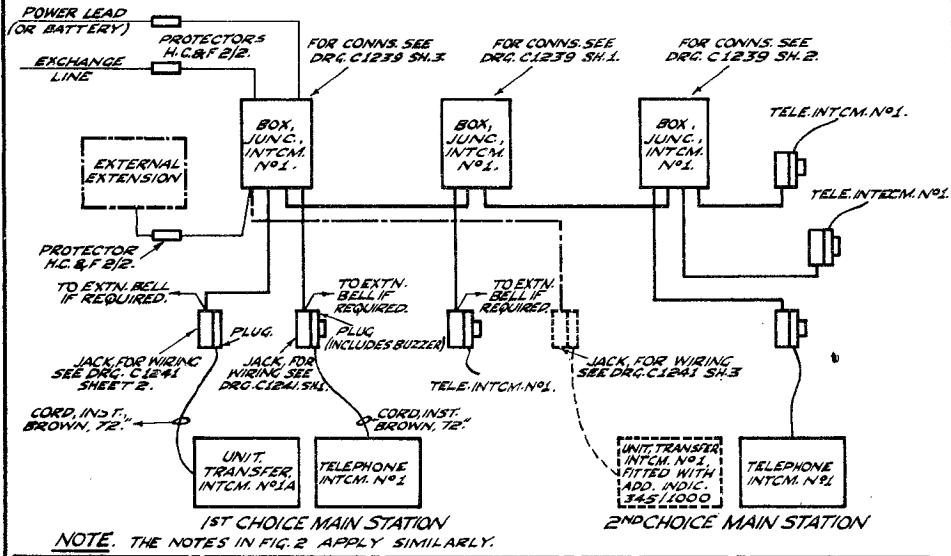 POWER LEAD
(OR BATTERY)
PROTECTORS
H.C.&F 2/2.
EXCHANGE
LINE
FOR CONNS. SEE
DRG. C1239 SH.3.
FOR CONNS. SEE
DRG. C1239 SH.1.
FOR CONNS. SEE
DRG. C1239 SH.2.
BOX,
JUNC.,
INTCM.
Nº1.
BOX,
JUNC.,
INTCM.
Nº1.
BOX,
JUNC.,
INTCM.
Nº1.
TELE.INTCM.Nº1.
TELE.INTECM.Nº1.
EXTERNAL
EXTENSION
PROTECTOR
H.C.&F 2/2.
TO EXTN. BELL
IF REQUIRED.
TO EXTN.
BELL IF
REQUIRED.
TO EXTN.
BELL IF
REQUIRED.
PLUG.
PLUG
(INCLUDES BUZZER)
JACK, FOR WIRING
SEE DRG. C1241
SHEET 2.
JACK, FOR
WIRING SEE
DRG.C1241.SH1.
TELE.INTCM.Nº1.
JACK, FOR WIRING
SEE DRG.C1241 SH.3
CORD, INST.,
BROWN, 72."
CORD, INST.
BROWN, 72."
UNIT.
TRANSFER,
INTCM. Nº1A
TELEPHONE
INTCM. Nº1
UNIT, TRANSFER
INTCM. Nº1,
FITTED WITH
ADD. INDIC.
345/1000
TELEPHONE
INTCM. Nº1
1ST CHOICE MAIN STATION
2ND CHOICE MAIN STATION
NOTE. THE NOTES IN FIG.2 APPLY SIMILARLY.